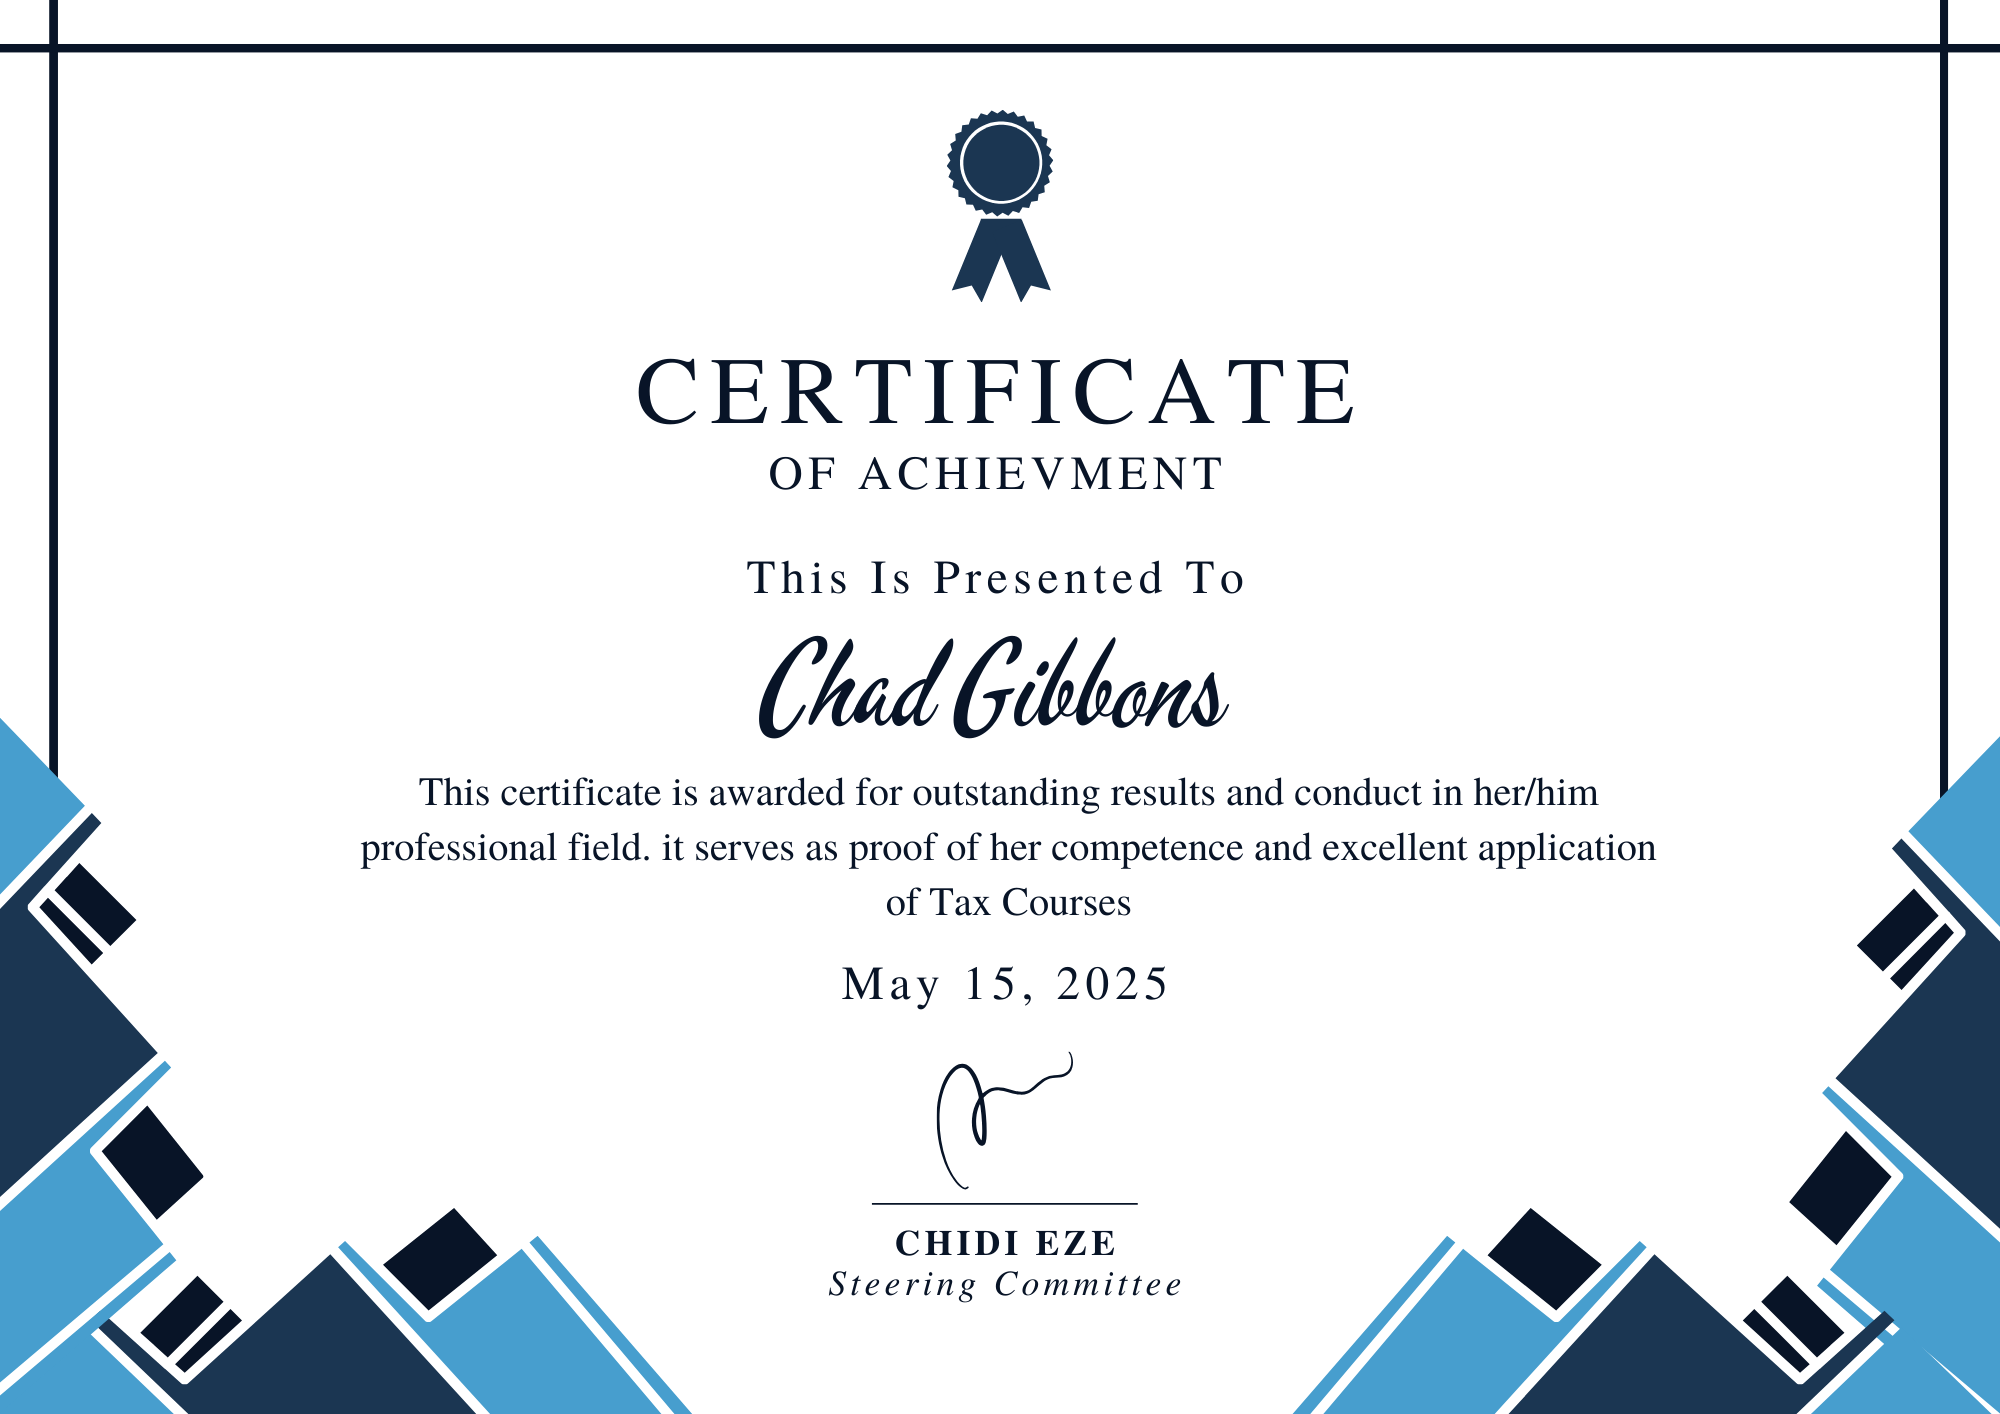 CERTIFICATE
OF ACHIEVMENT
This Is Presented To
Chad Gibbons
This certificate is awarded for outstanding results and conduct in her/him
professional field. it serves as proof of her competence and excellent application
of Tax Courses
May 15, 2025
CHIDI EZE
Steering Committee